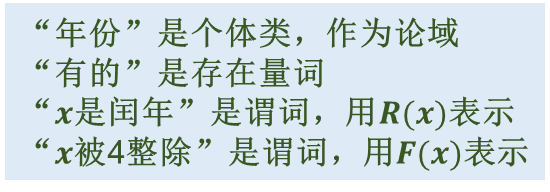 “年份”是个体类，作为论域
“有的”是存在量词
“x是闰年”是谓词，用R(x)表示
“x被4整除”是谓词，用F(x)表示